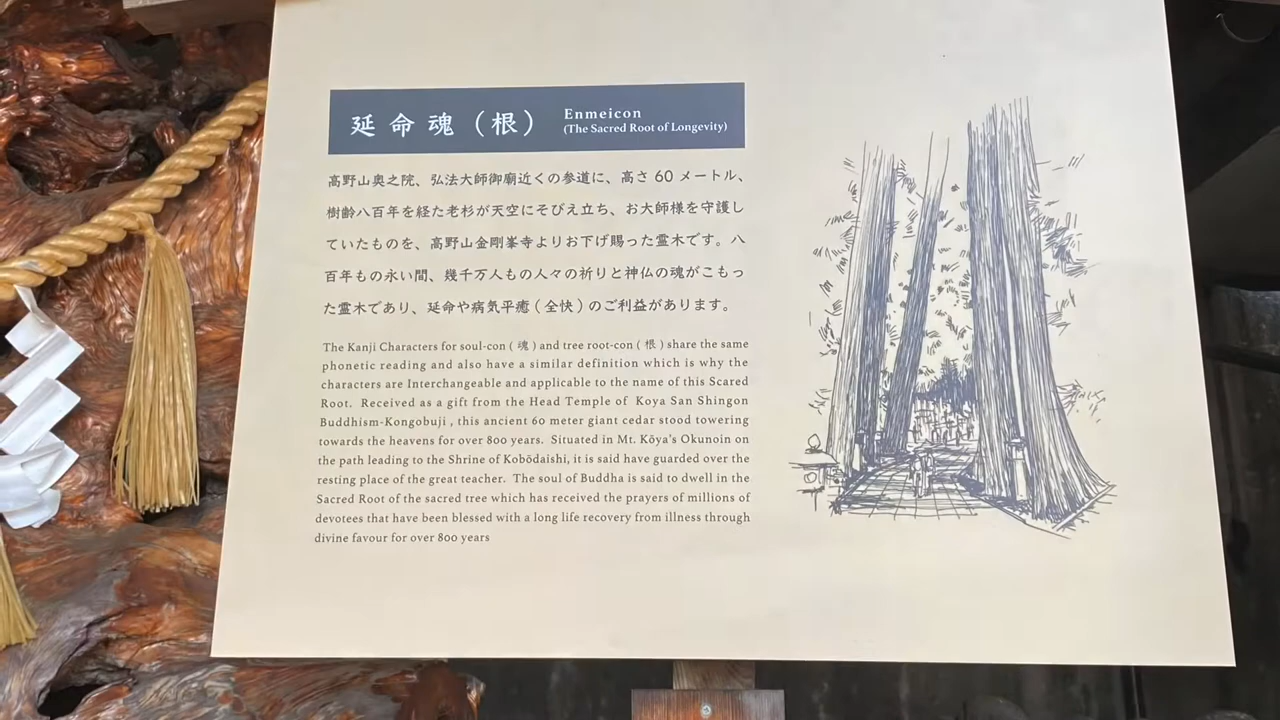 延命魂（根） Enmeicon
(The Sacred Root of Longevity)
高野山奥之院、弘法大師御廟近くの参道に、高さ 60 メートル、
樹齢八百年を経た老杉が天空にそびえ立ち、お大師様を守護し
ていたものを、高野山金剛峯寺よりお下げ賜った霊木です。八
百年もの永い間、幾千万人もの人々の祈りと神仏の魂がこもっ
た霊木であり、延命や病気平癒（全快）のご利益があります。
The Kanji Characters for soul-con ( 魂 ) and tree root-con ( 根 ) share the same
phonetic reading and also have a similar definition which is why the
characters are Interchangeable and applicable to the name of this Scared
Root. Received as a gift from the Head Temple of Koya San Shingon
Buddhism-Kongobuji , this ancient 60 meter giant cedar stood towering
towards the heavens for over 800 years. Situated in Mt. Kōya's Okunoin on
the path leading to the Shrine of Kobōdaishi, it is said have guarded over the
resting place of the great teacher. The soul of Buddha is said to dwell in the
Sacred Root of the sacred tree which has received the prayers of millions of
devotees that have been blessed with a long life recovery from illness through
divine favour for over 800 years